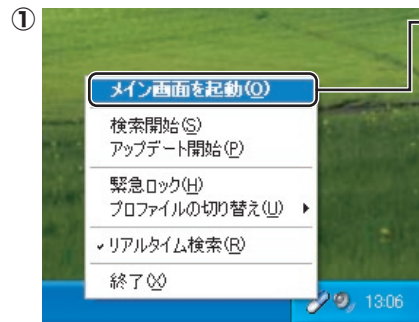 ①
メイン画面を起動(O)
検索開始(S)
アップデート開始(P)
緊急ロック(H)
プロファイルの切り替え(U)
リアルタイム検索(R)
終了(X)
13:06